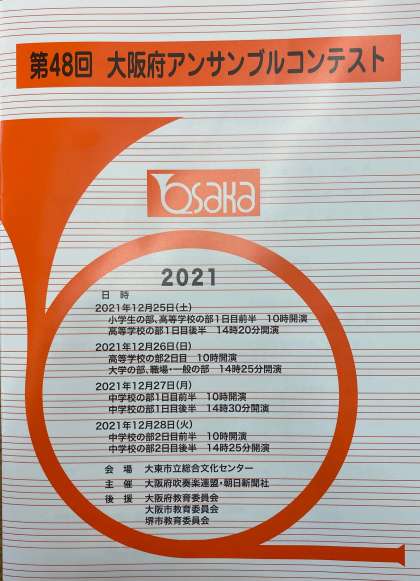 第48回 大阪府アンサンブルコンテスト
Osaka
2021
日 時
2021年12月25日(土)
小学生の部、高等学校の部1日目前半 10時開演
高等学校の部1日目後半 14時20分開演
2021年12月26日(日)
高等学校の部2日目 10時開演
大学の部、職場・一般の部 14時25分開演
2021年12月27日(月)
中学校の部1日目前半 10時開演
中学校の部1日目後半 14時30分開演
2021年12月28日(火)
中学校の部2日目前半 10時開演
中学校の部2日目後半 14時25分開演
会 場 大東市立総合文化センター
主 催 大阪府吹奏楽連盟・朝日新聞社
後 援 大阪府教育委員会
大阪市教育委員会
堺市教育委員会